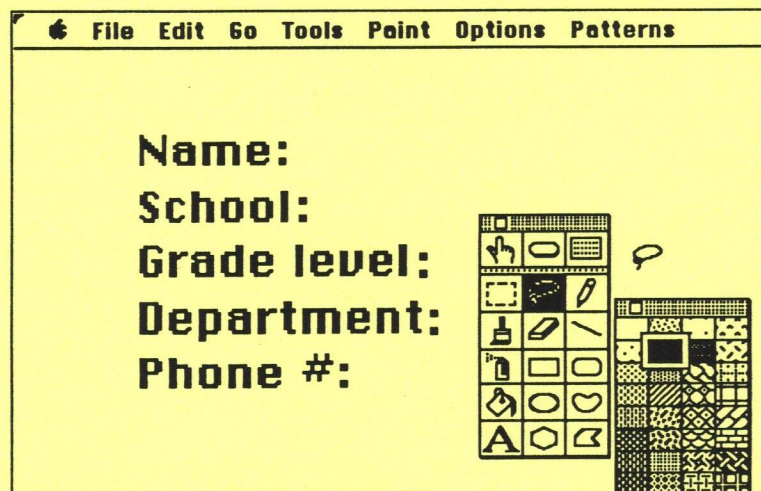 File Edit Go Tools Paint Options Patterns
Name:
School:
Grade level:
Department:
Phone #:
A